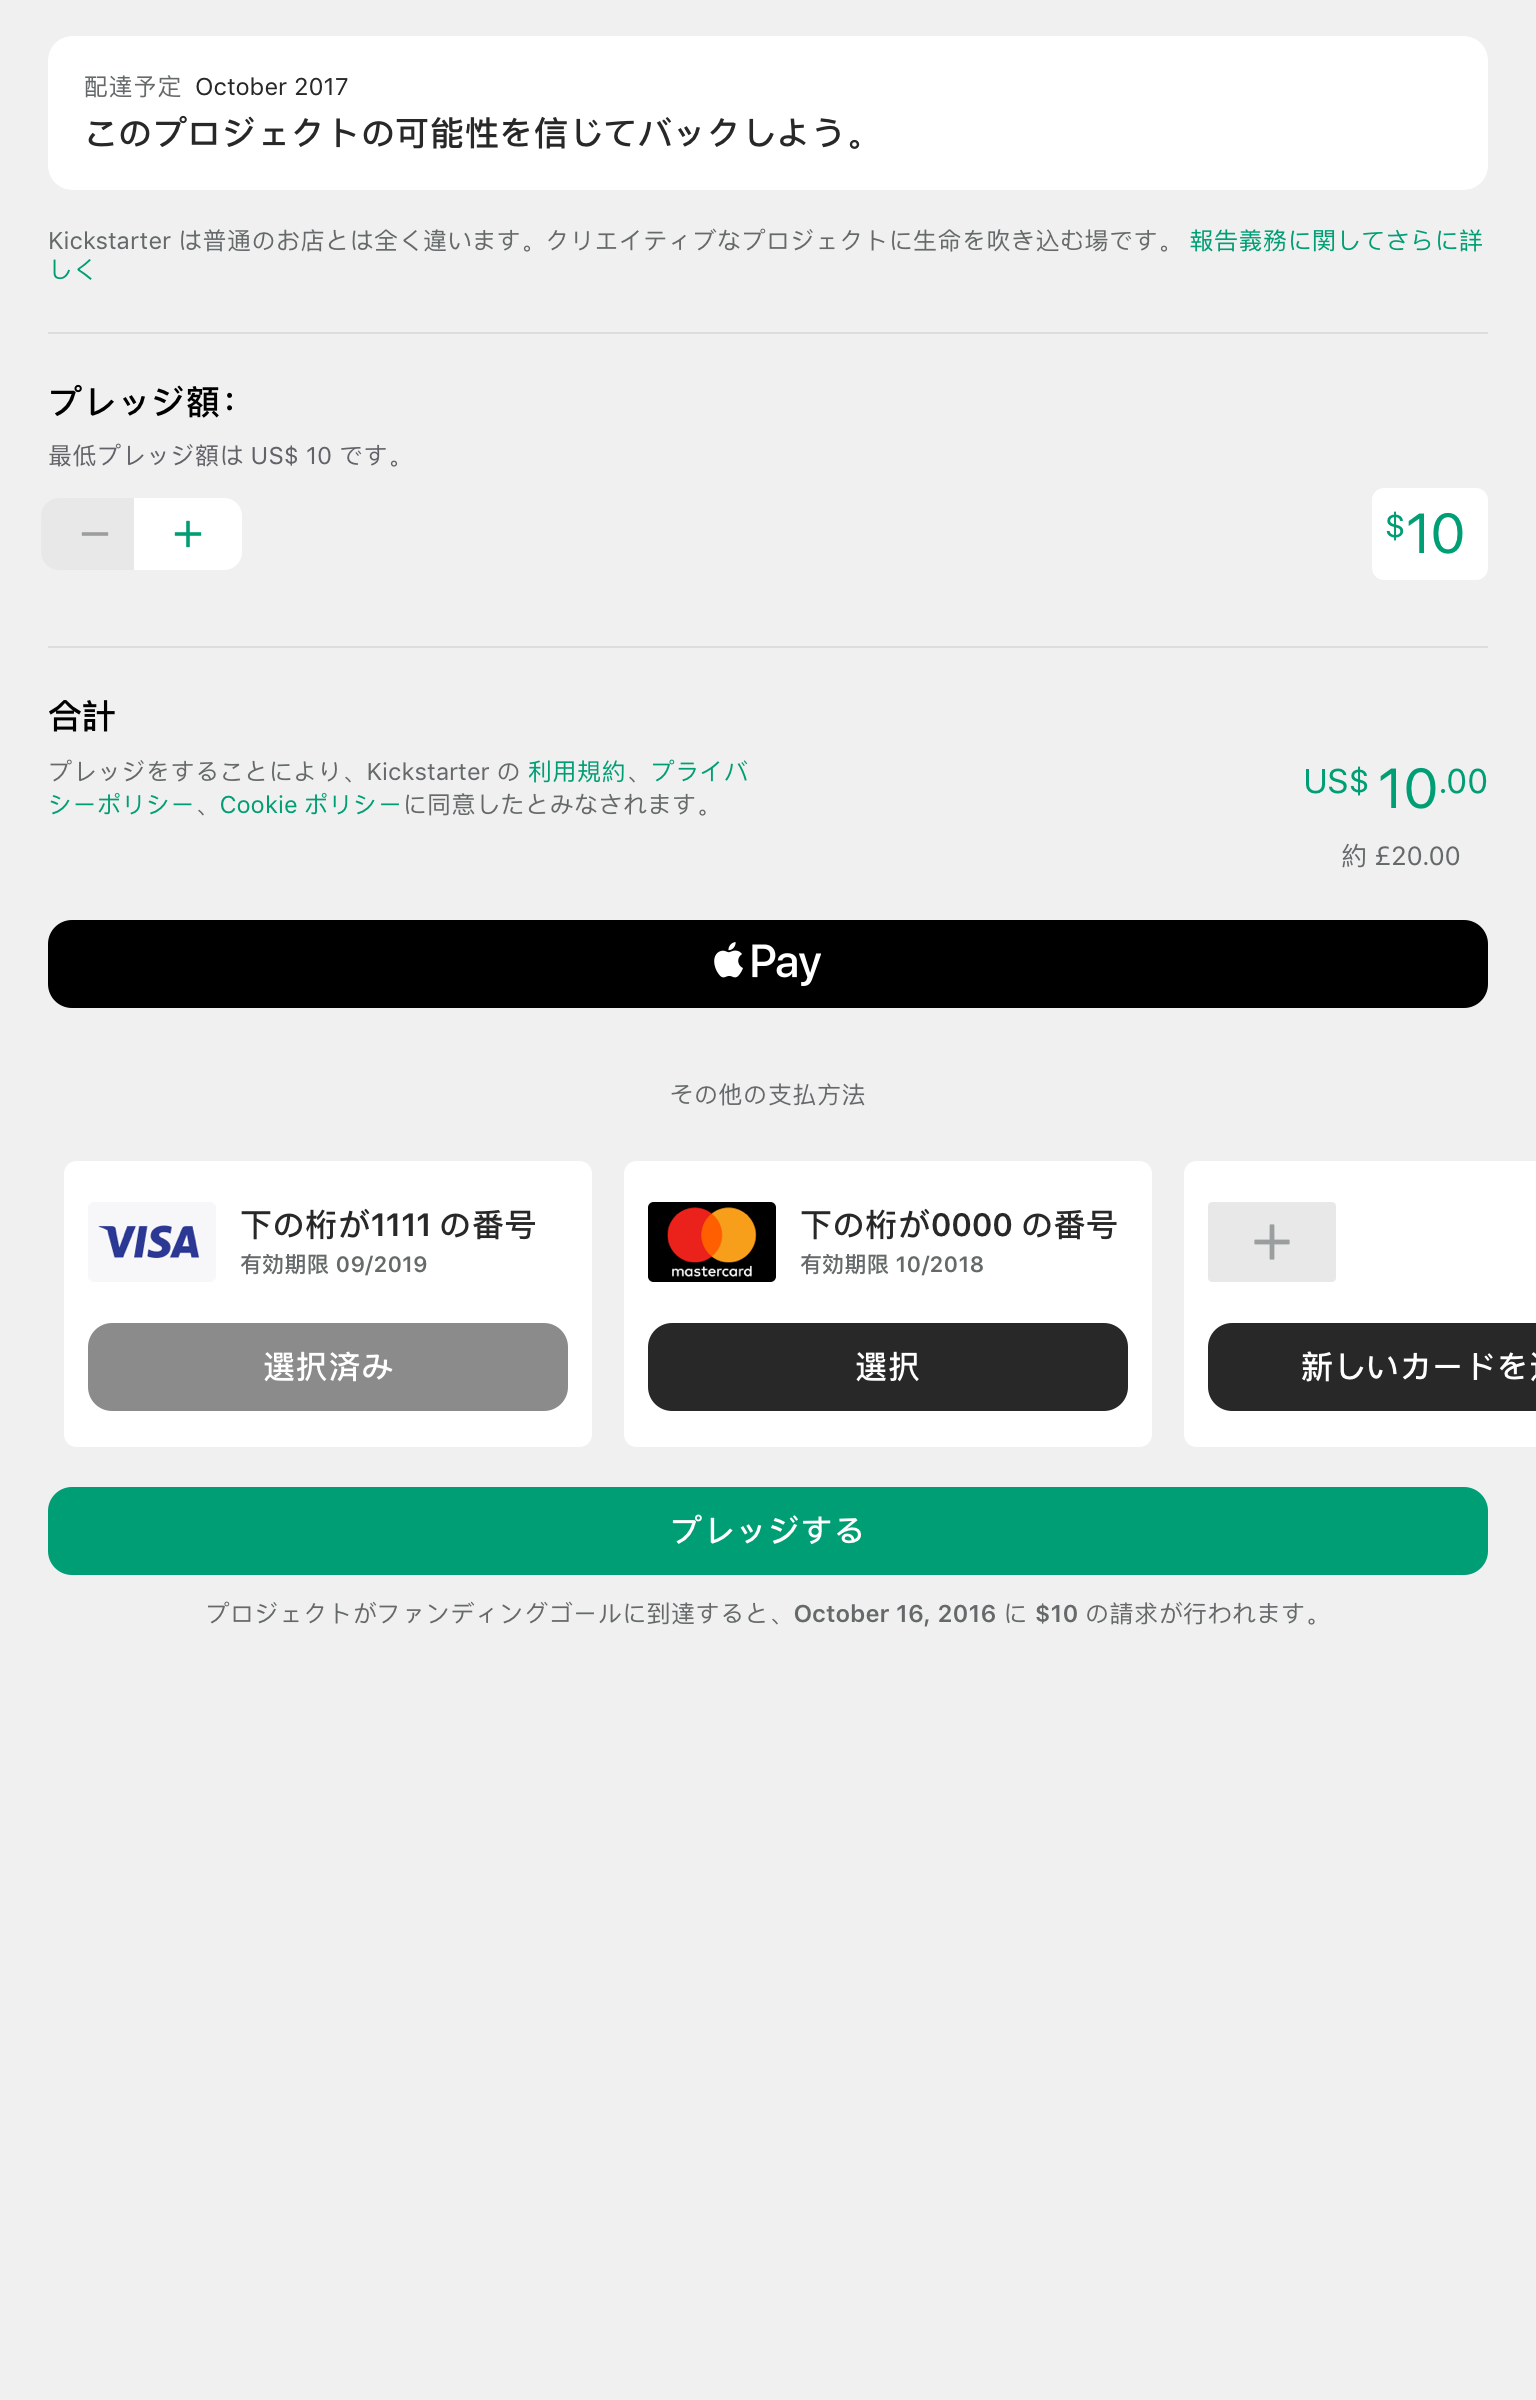 配達予定 October 2017
このプロジェクトの可能性を信じてバックしよう。
Kickstarter は普通のお店とは全く違います。クリエイティブなプロジェクトに生命を吹き込む場です。 報告義務に関してさらに詳
しく
プレッジ額:
最低プレッジ額は US$ 10 です。
− +
$10
合計
プレッジをすることにより、Kickstarter の 利用規約、プライバ
シーポリシー、Cookie ポリシーに同意したとみなされます。
US$ 10.00
約 £20.00
Pay
その他の支払方法
VISA
下の桁が1111 の番号
有効期限 09/2019
選択済み
mastercard
下の桁が0000 の番号
有効期限 10/2018
選択
+
新しいカードを
プレッジする
プロジェクトがファンディングゴールに到達すると、October 16, 2016 に $10 の請求が行われます。